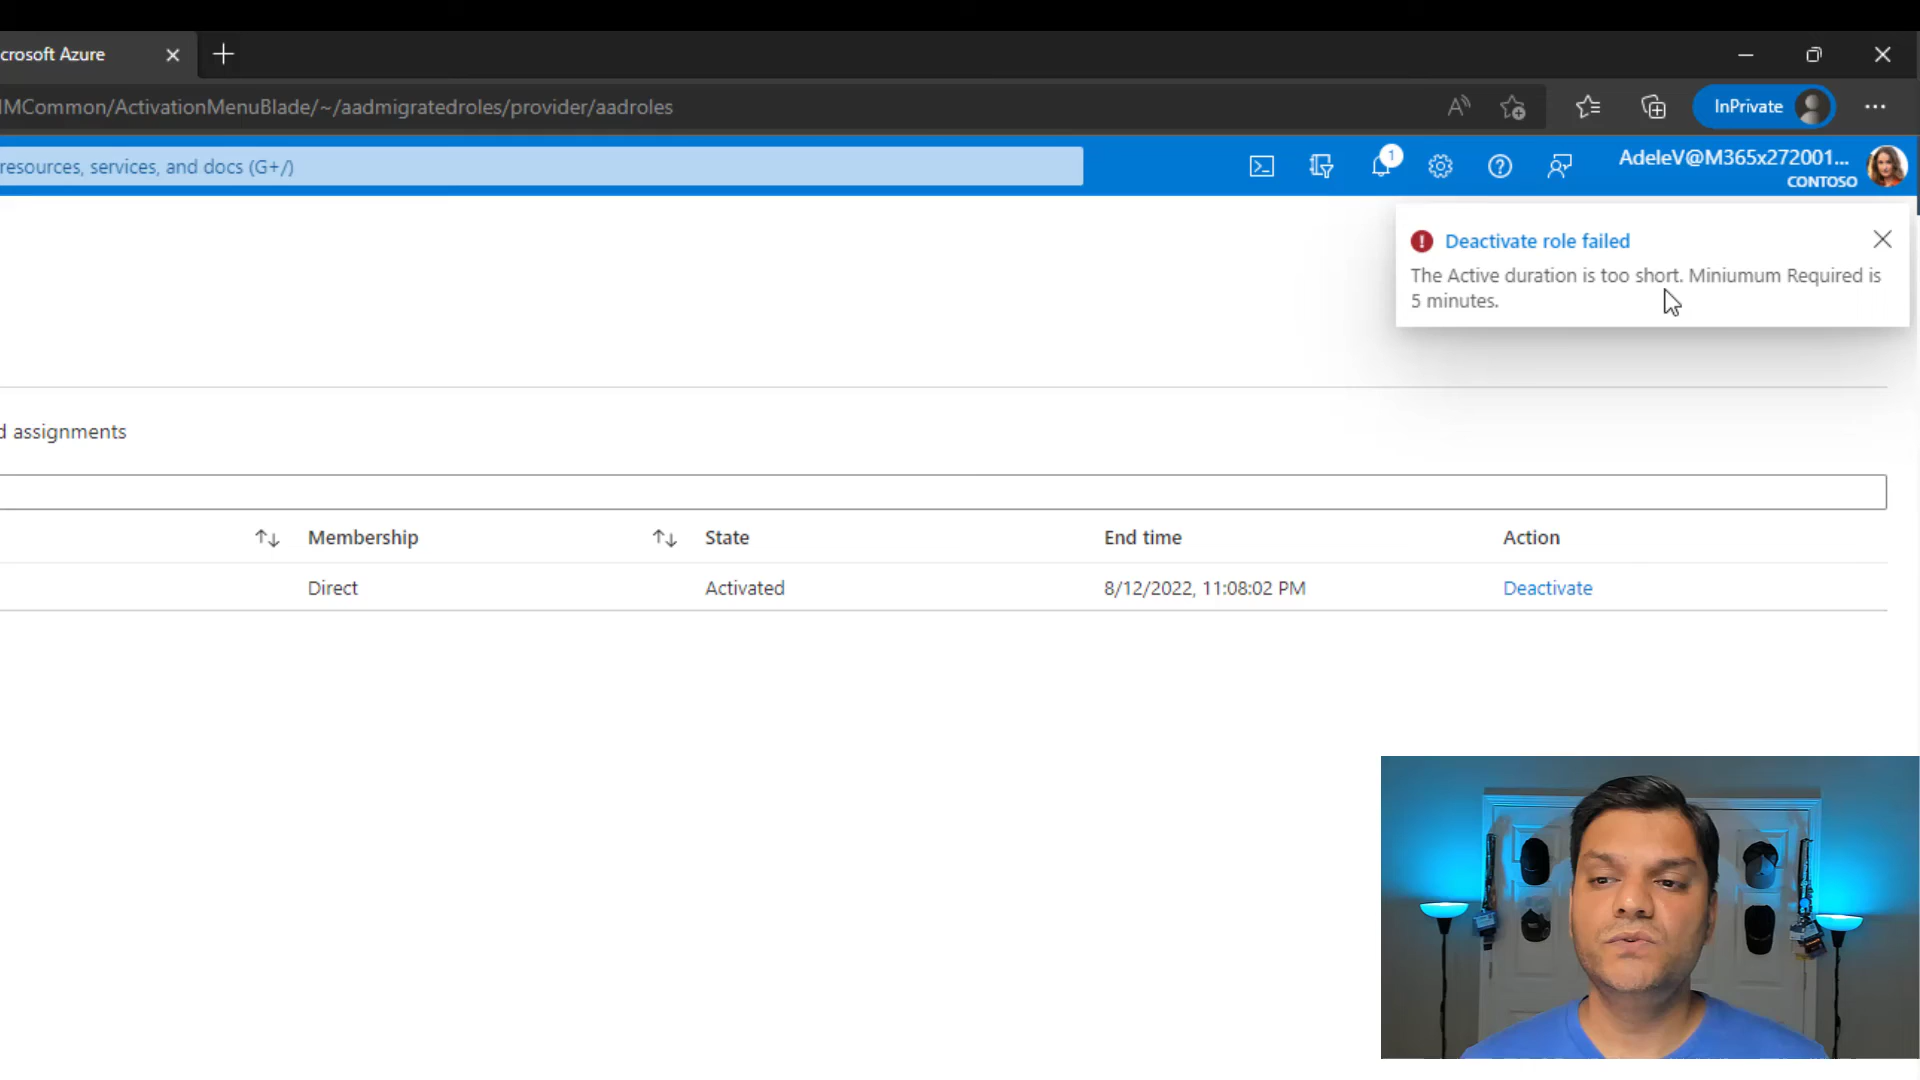 crosoft Azure
IMCommon/ActivationMenuBlade/~/aadmigratedroles/provider/aadroles
InPrivate
resources, services, and docs (G+/)
1
AdeleV@M365x272001...
CONTOSO
Deactivate role failed
The Active duration is too short. Miniumum Required is
5 minutes.
d assignments
Membership
State
End time
Action
Direct
Activated
8/12/2022, 11:08:02 PM
Deactivate